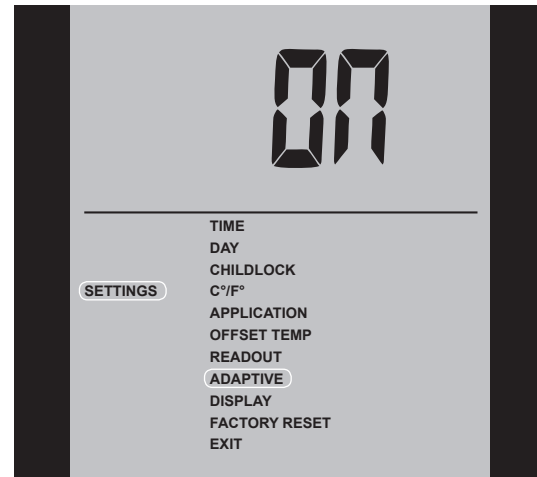 ON
TIME
DAY
CHILDLOCK
SETTINGS C°/F°
APPLICATION
OFFSET TEMP
READOUT
ADAPTIVE
DISPLAY
FACTORY RESET
EXIT